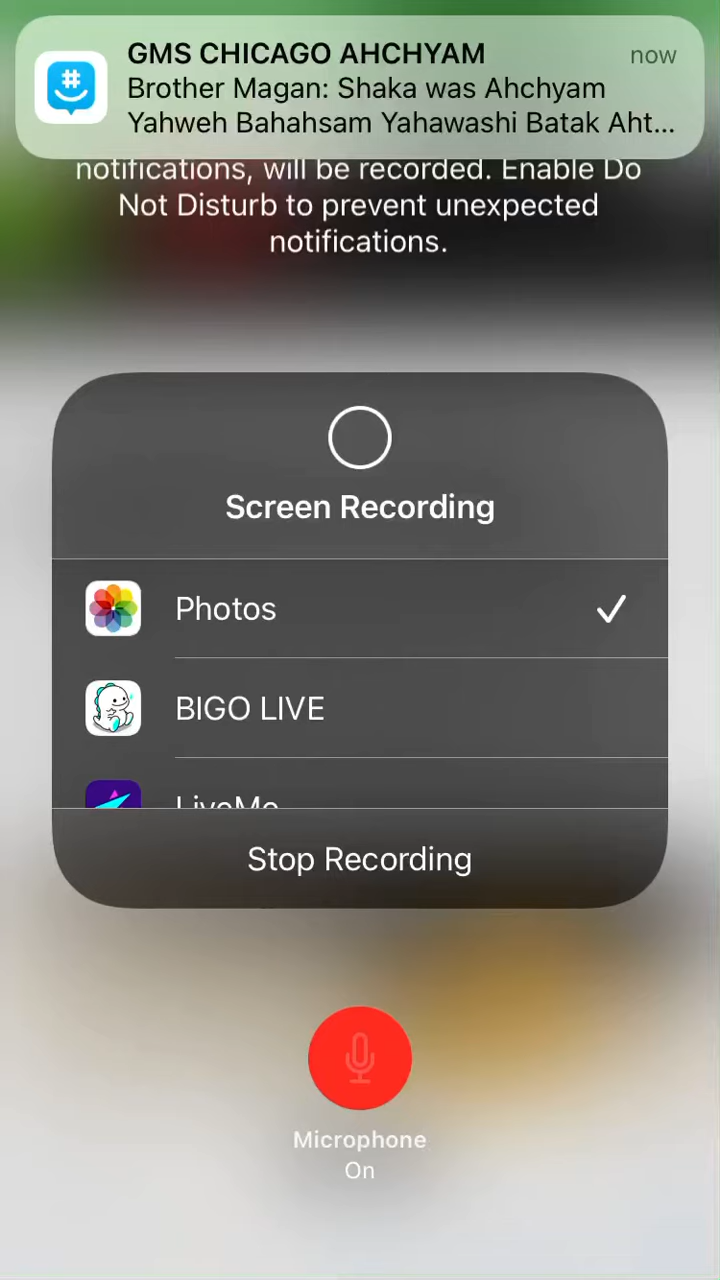 GMS CHICAGO AHCHYAM
now
Brother Magan: Shaka was Ahchyam
Yahweh Bahahsam Yahawashi Batak Aht...
notifications, will be recorded. Enable Do
Not Disturb to prevent unexpected
notifications.
Screen Recording
Photos
BIGO LIVE
LiveMe
Stop Recording
Microphone
On